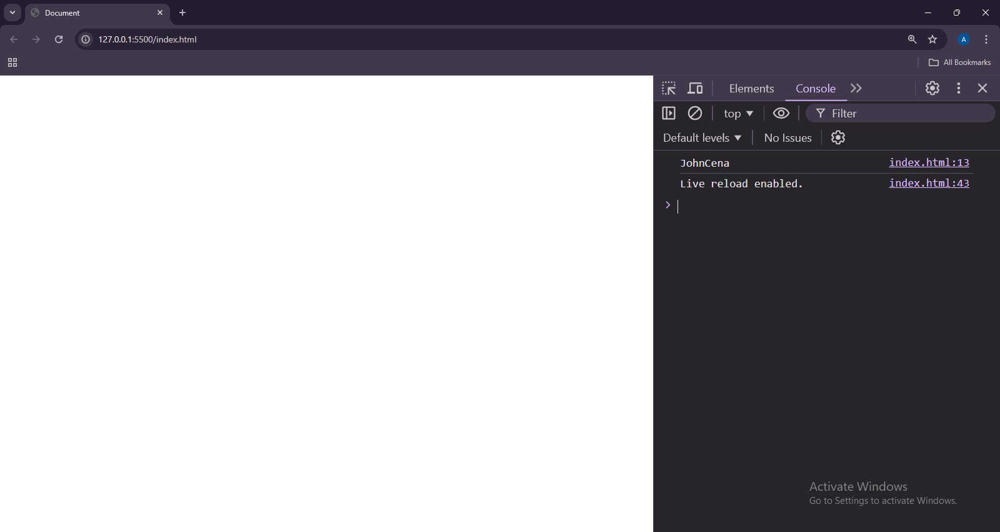 Document
127.0.0.1:5500/index.html
A
All Bookmarks
Elements Console
top Filter
Default levels No Issues
JohnCena index.html:13
Live reload enabled. index.html:43
Activate Windows
Go to Settings to activate Windows.